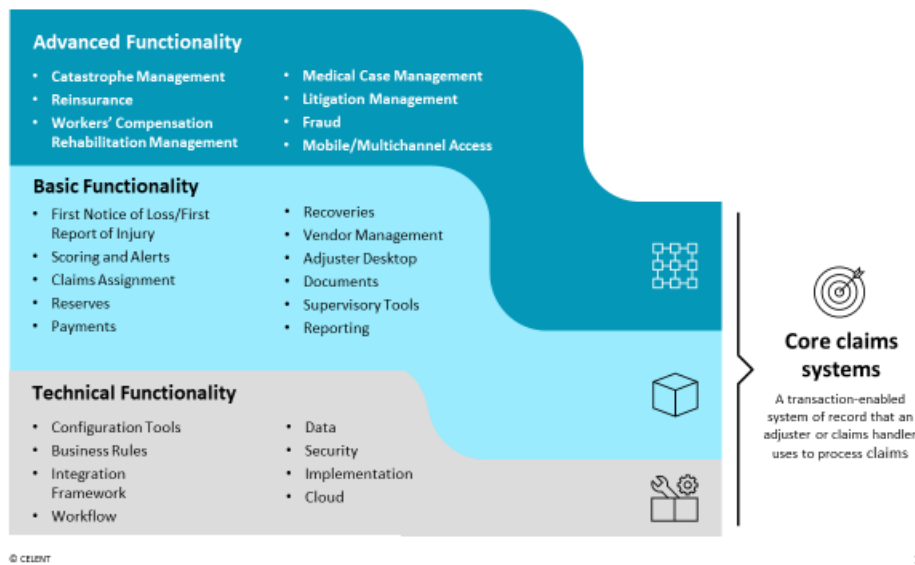 Advanced Functionality
• Catastrophe Management
• Reinsurance
• Workers' Compensation
Rehabilitation Management
• Medical Case Management
• Litigation Management
• Fraud
• Mobile/Multichannel Access
Basic Functionality
• First Notice of Loss/First
Report of Injury
• Scoring and Alerts
• Claims Assignment
• Reserves
• Payments
• Recoveries
• Vendor Management
• Adjuster Desktop
• Documents
• Supervisory Tools
• Reporting
Technical Functionality
• Configuration Tools
• Business Rules
• Integration
Framework
• Workflow
• Data
• Security
• Implementation
• Cloud
Core claims
systems
A transaction-enabled
system of record that an
adjuster or claims handler
uses to process claims
© CELENT